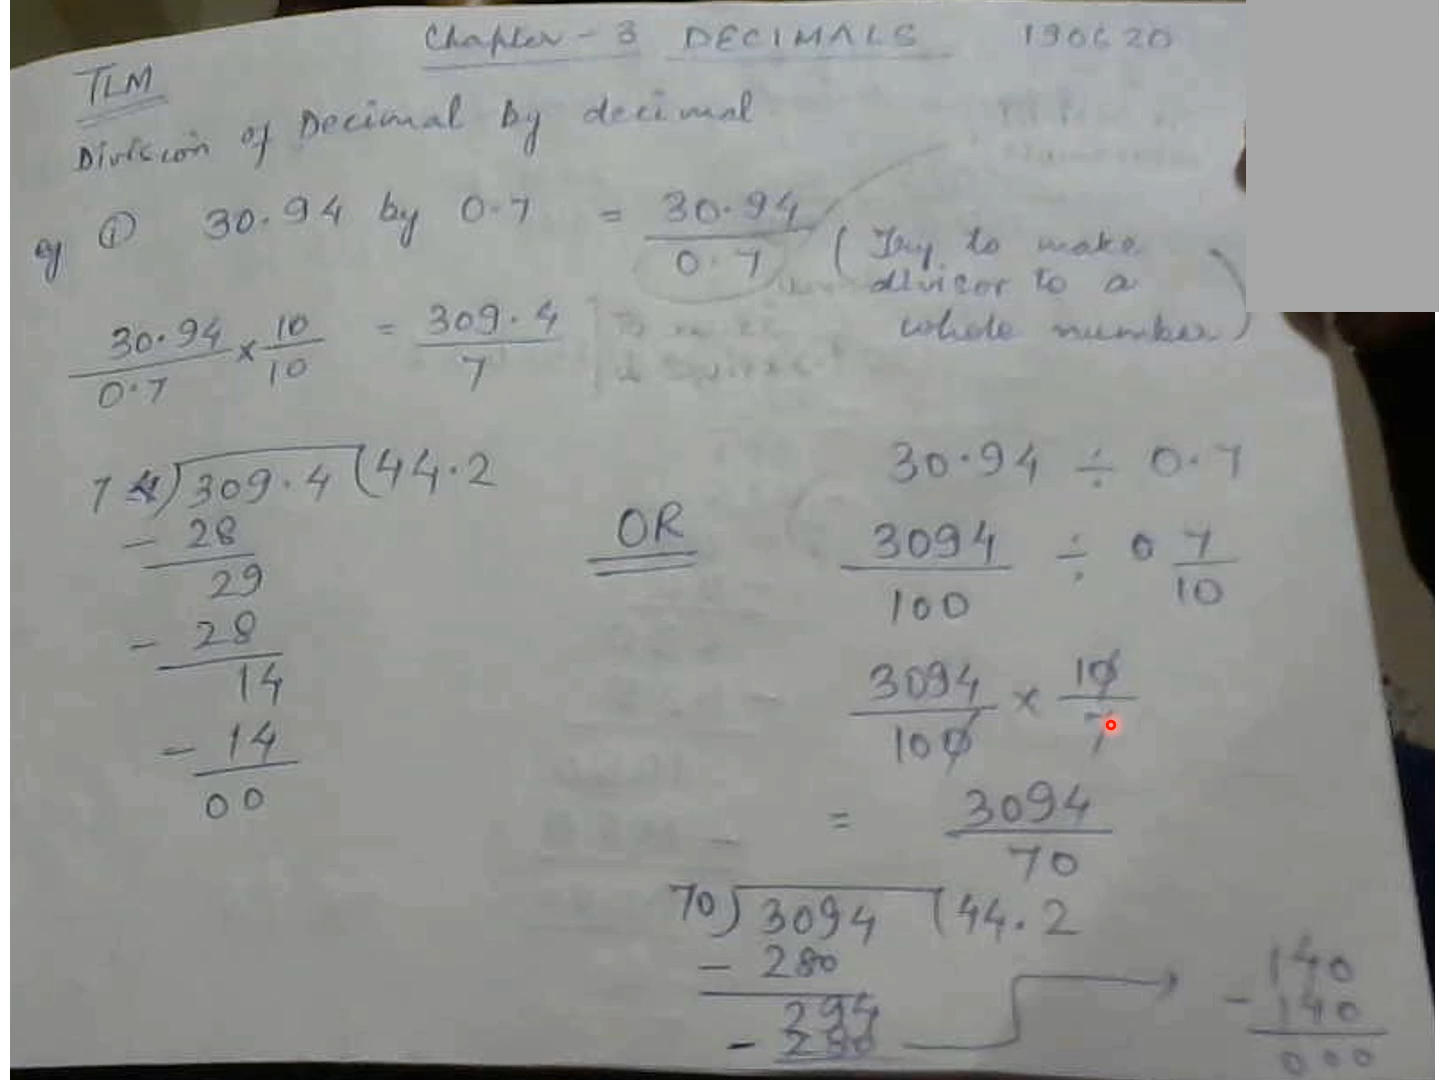 Chapter - 3 DECIMALS 190620
TLM
Division of Decimal by decimal
eg ① 30.94 by 0.7 = 30.94 / 0.7 (Try to make
divisor to a
whole number)
30.94 / 0.7 × 10 / 10 = 309.4 / 7
7 ) 309.4 ( 44.2
- 28
29
- 28
14
- 14
00
OR
30.94 ÷ 0.7
3094 / 100 ÷ 0 7 / 10
3094 / 100 × 10 / 7
= 3094 / 70
70 ) 3094 ( 44.2
- 280
294
- 280
140
- 140
000